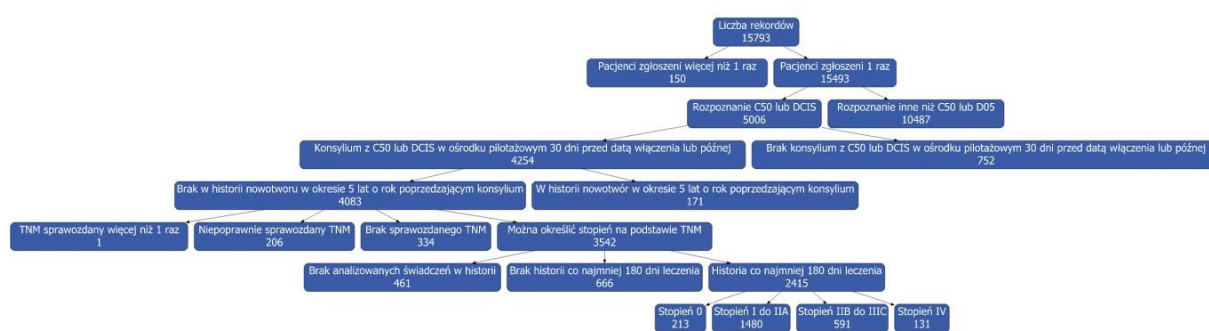 Liczba rekordów
15793
Pacjenci zgłoszeni więcej niż 1 raz
150
Pacjenci zgłoszeni 1 raz
15493
Rozpoznanie C50 lub DCIS
5006
Rozpoznanie inne niż C50 lub D05
10487
Konsylium z C50 lub DCIS w ośrodku pilotażowym 30 dni przed datą włączenia lub późnej
4254
Brak konsylium z C50 lub DCIS w ośrodku pilotażowym 30 dni przed datą włączenia lub późnej
752
Brak w historii nowotworu w okresie 5 lat o rok poprzedzającym konsylium
4083
W historii nowotwór w okresie 5 lat o rok poprzedzającym konsylium
171
TNM sprawozdany więcej niż 1 raz
1
Niepoprawnie sprawozdany TNM
206
Brak sprawozdanego TNM
334
Można określić stopień na podstawie TNM
3542
Brak analizowanych świadczeń w historii
461
Brak historii co najmniej 180 dni leczenia
666
Historia co najmniej 180 dni leczenia
2415
Stopień 0
213
Stopień I do IIA
1480
Stopień IIB do IIIC
591
Stopień IV
131